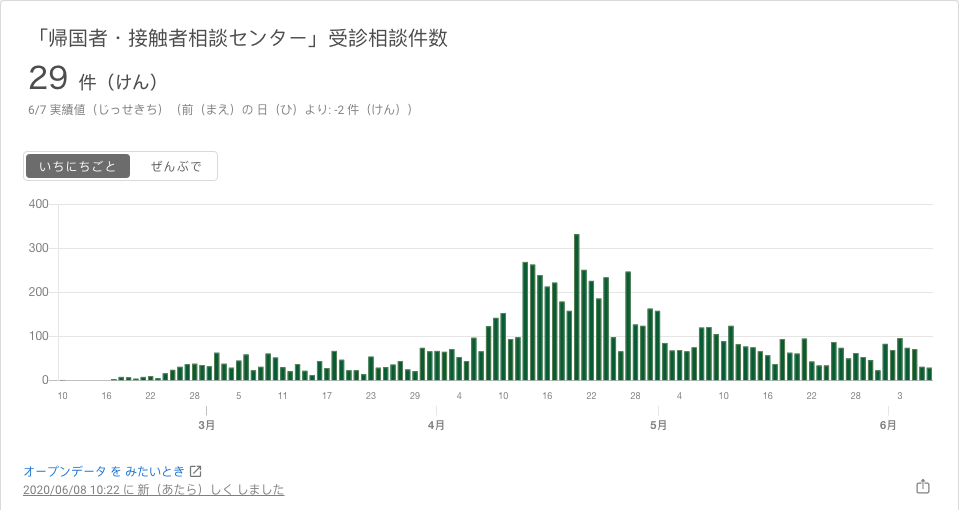 「帰国者・接触者相談センター」受診相談件数
29 件（けん）
6/7 実績値（じっせきち）（前（まえ）の 日（ひ）より: -2 件（けん））
いちにちごと ぜんぶで
400
300
200
100
0
10 16 22 28 5 11 17 23 29 4 10 16 22 28 4 10 16 22 28 3
3月 4月 5月 6月
オープンデータ を みたいとき
2020/06/08 10:22 に 新（あたら）しく しました